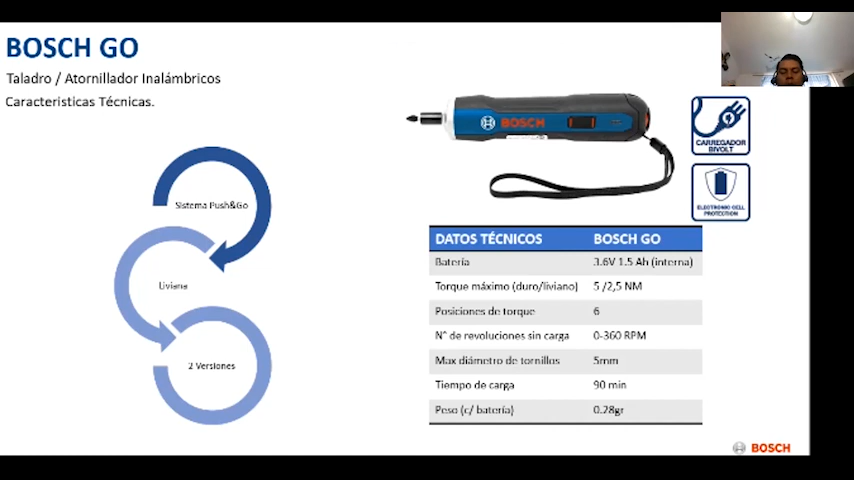 BOSCH GO
Taladro / Atornillador Inalámbricos
Caracteristicas Técnicas.
Sistema Push&Go
Liviana
2 Versiones
BOSCH
CARREGADOR
BIVOLT
ELECTRONIC CELL
PROTECTION
DATOS TÉCNICOS BOSCH GO
Batería 3.6V 1.5 Ah (interna)
Torque máximo (duro/liviano) 5 /2,5 NM
Posiciones de torque 6
N° de revoluciones sin carga 0-360 RPM
Max diámetro de tornillos 5mm
Tiempo de carga 90 min
Peso (c/ batería) 0.28gr
BOSCH